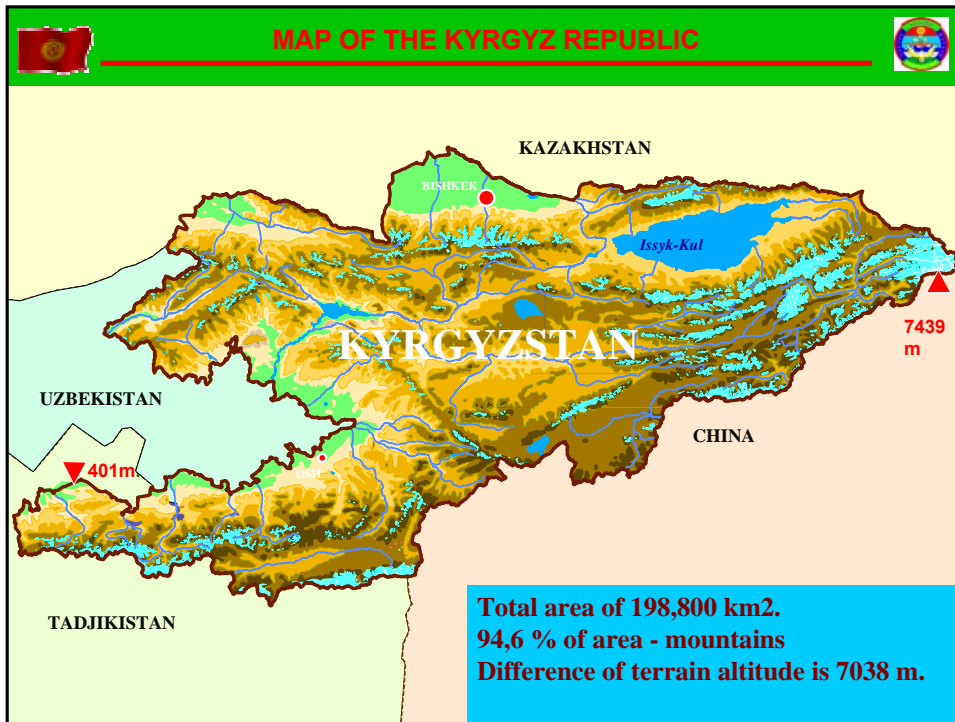 MAP OF THE KYRGYZ REPUBLIC
KAZAKHSTAN
BISHKEK
Issyk-Kul
7439
m
KYRGYZSTAN
UZBEKISTAN
CHINA
401m.
OSH
TADJIKISTAN
Total area of 198,800 km2.
94,6 % of area - mountains
Difference of terrain altitude is 7038 m.